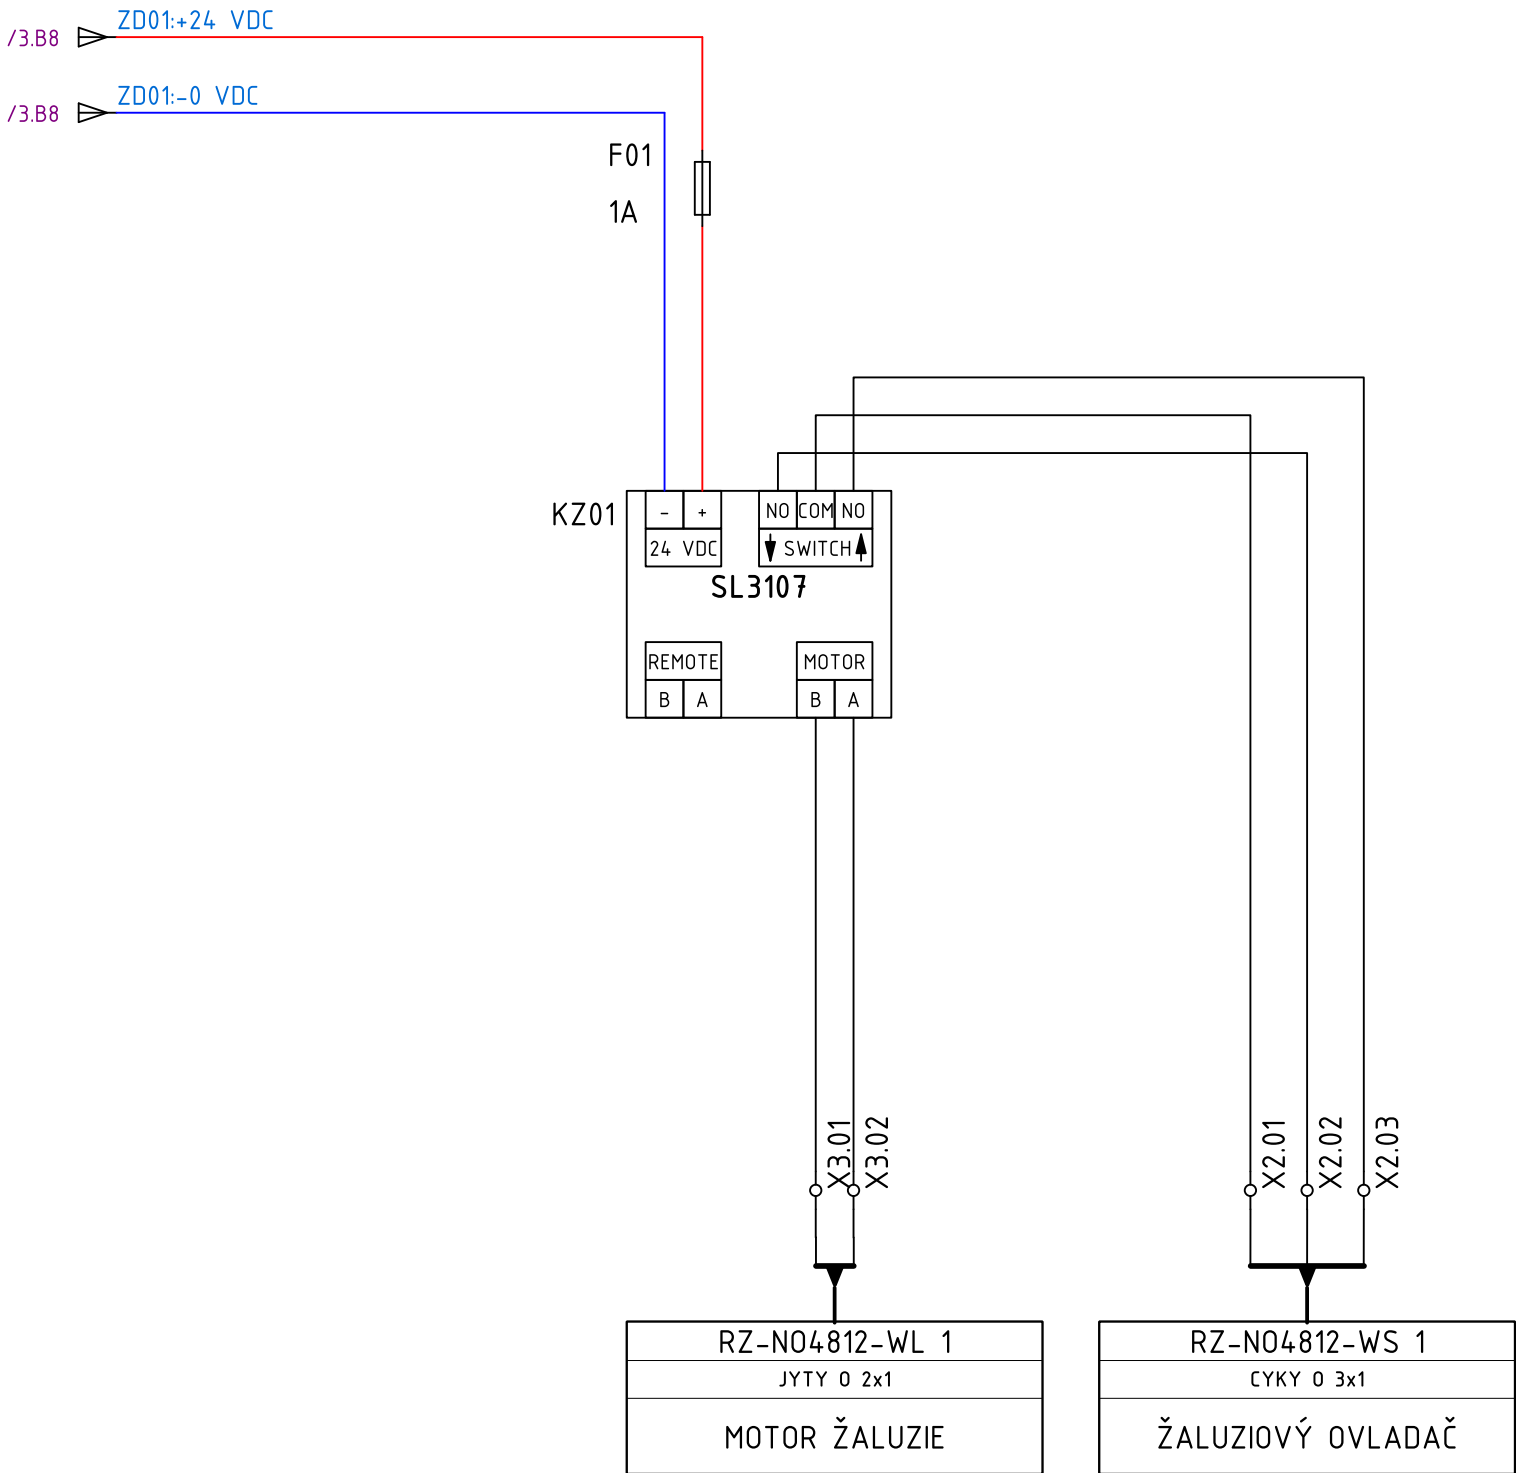 ZD01:+24 VDC
/3.B8
ZD01:-0 VDC
/3.B8
F01
1A
KZ01
- + NO COM NO
24 VDC SWITCH
SL3107
REMOTE MOTOR
B A B A
X3.01 X3.02 X2.01 X2.02 X2.03
RZ-NO4812-WL 1
JYTY O 2x1
MOTOR ŽALUZIE
RZ-NO4812-WS 1
CYKY O 3x1
ŽALUZIOVÝ OVLADAČ